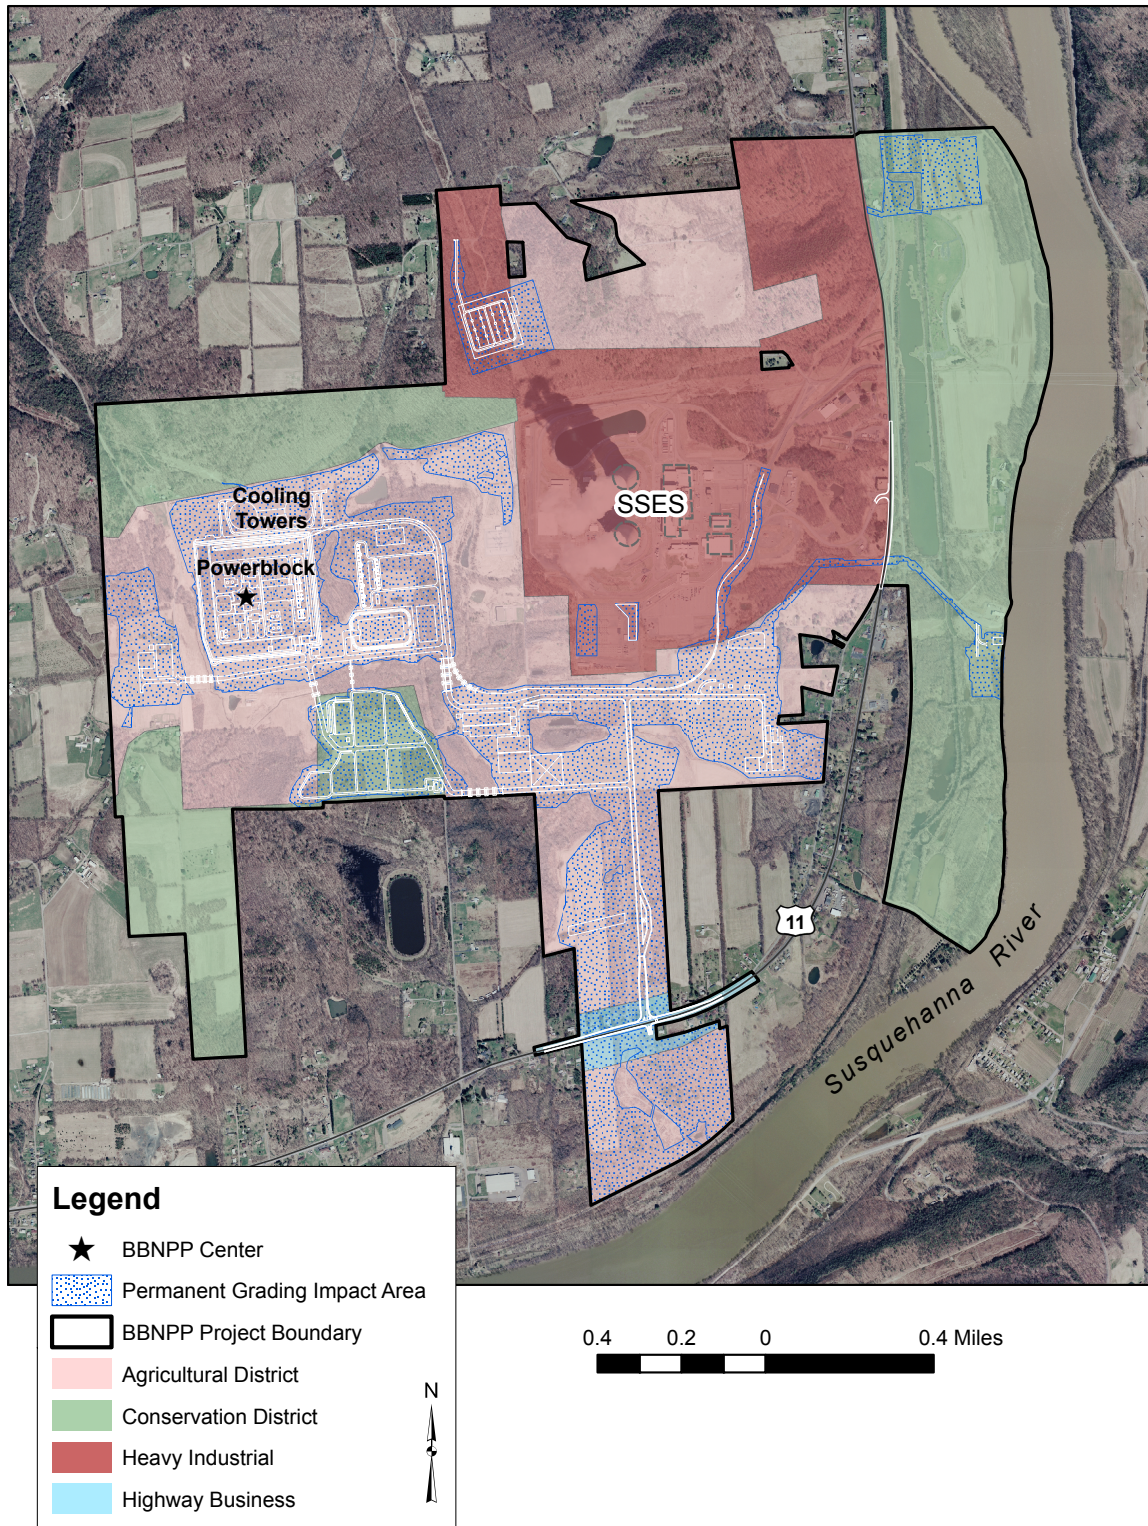 Cooling
Towers
Powerblock
SSES
11
Susquehanna River
Legend
BBNPP Center
Permanent Grading Impact Area
BBNPP Project Boundary
Agricultural District
Conservation District
Heavy Industrial
Highway Business
N
0.4 0.2 0 0.4 Miles